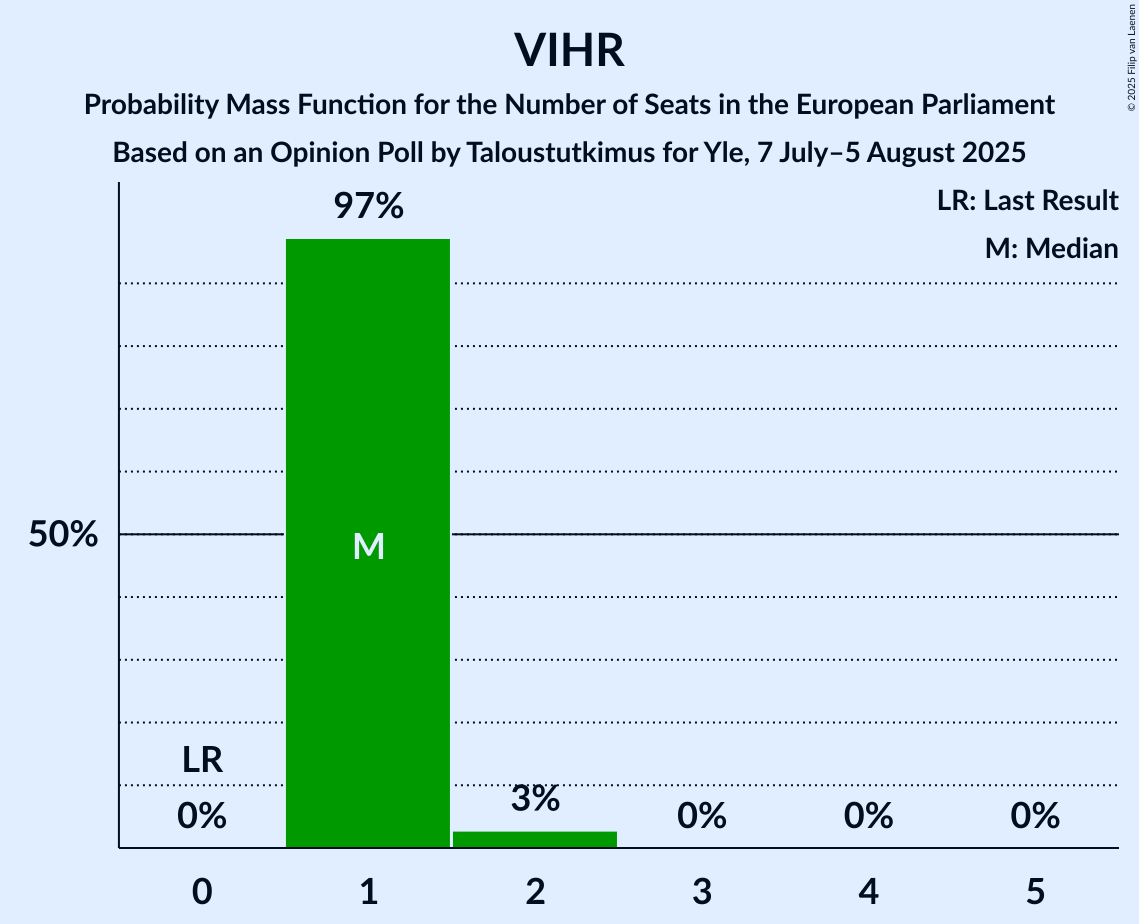 VIHR
Probability Mass Function for the Number of Seats in the European Parliament
Based on an Opinion Poll by Taloustutkimus for Yle, 7 July–5 August 2025
© 2025 Filip van Laenen
LR: Last Result
M: Median
97%
50%
M
LR
0%
3%
0%
0%
0%
0 1 2 3 4 5